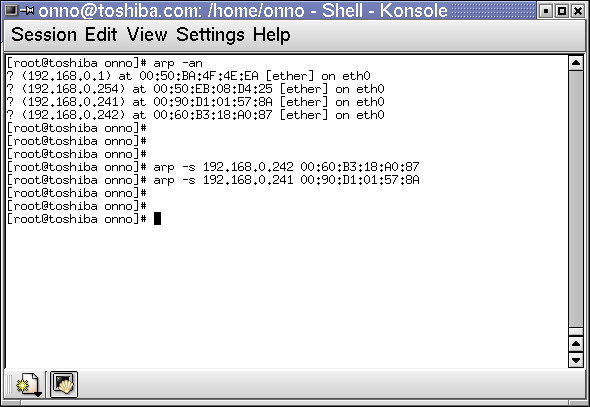 onno@toshiba.com: /home/onno - Shell - Konsole
Session Edit View Settings Help
[root@toshiba onno]# arp -an
? (192.168.0.1) at 00:50:BA:4F:4E:EA [ether] on eth0
? (192.168.0.254) at 00:50:EB:08:D4:25 [ether] on eth0
? (192.168.0.241) at 00:90:D1:01:57:8A [ether] on eth0
? (192.168.0.242) at 00:60:B3:18:A0:87 [ether] on eth0
[root@toshiba onno]#
[root@toshiba onno]#
[root@toshiba onno]#
[root@toshiba onno]# arp -s 192.168.0.242 00:60:B3:18:A0:87
[root@toshiba onno]# arp -s 192.168.0.241 00:90:D1:01:57:8A
[root@toshiba onno]#
[root@toshiba onno]#
[root@toshiba onno]#